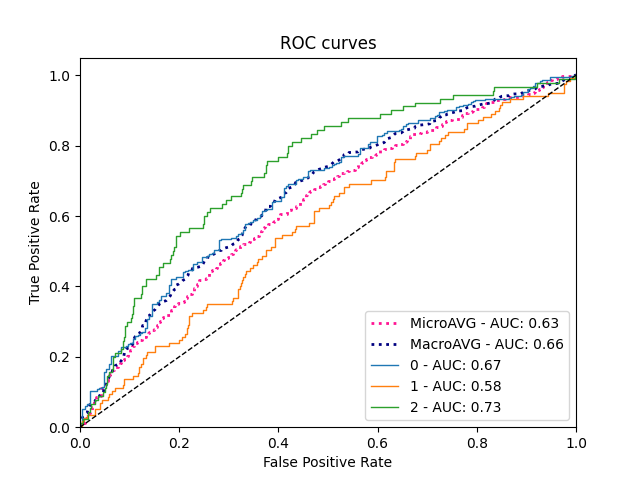 ROC curves
True Positive Rate
1.0
0.8
0.6
0.4
0.2
0.0
MicroAVG - AUC: 0.63
MacroAVG - AUC: 0.66
0 - AUC: 0.67
1 - AUC: 0.58
2 - AUC: 0.73
0.0 0.2 0.4 0.6 0.8 1.0
False Positive Rate